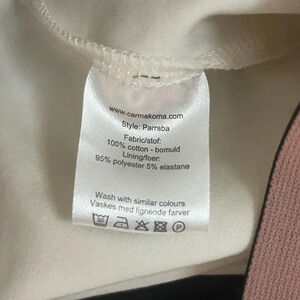 www.carmakoma.com
Style: Parraba
Fabric/stof:
100% cotton - bomuld
Lining/foer:
95% polyester 5% elastane
Wash with similar colours
Vaskes med lignende farver